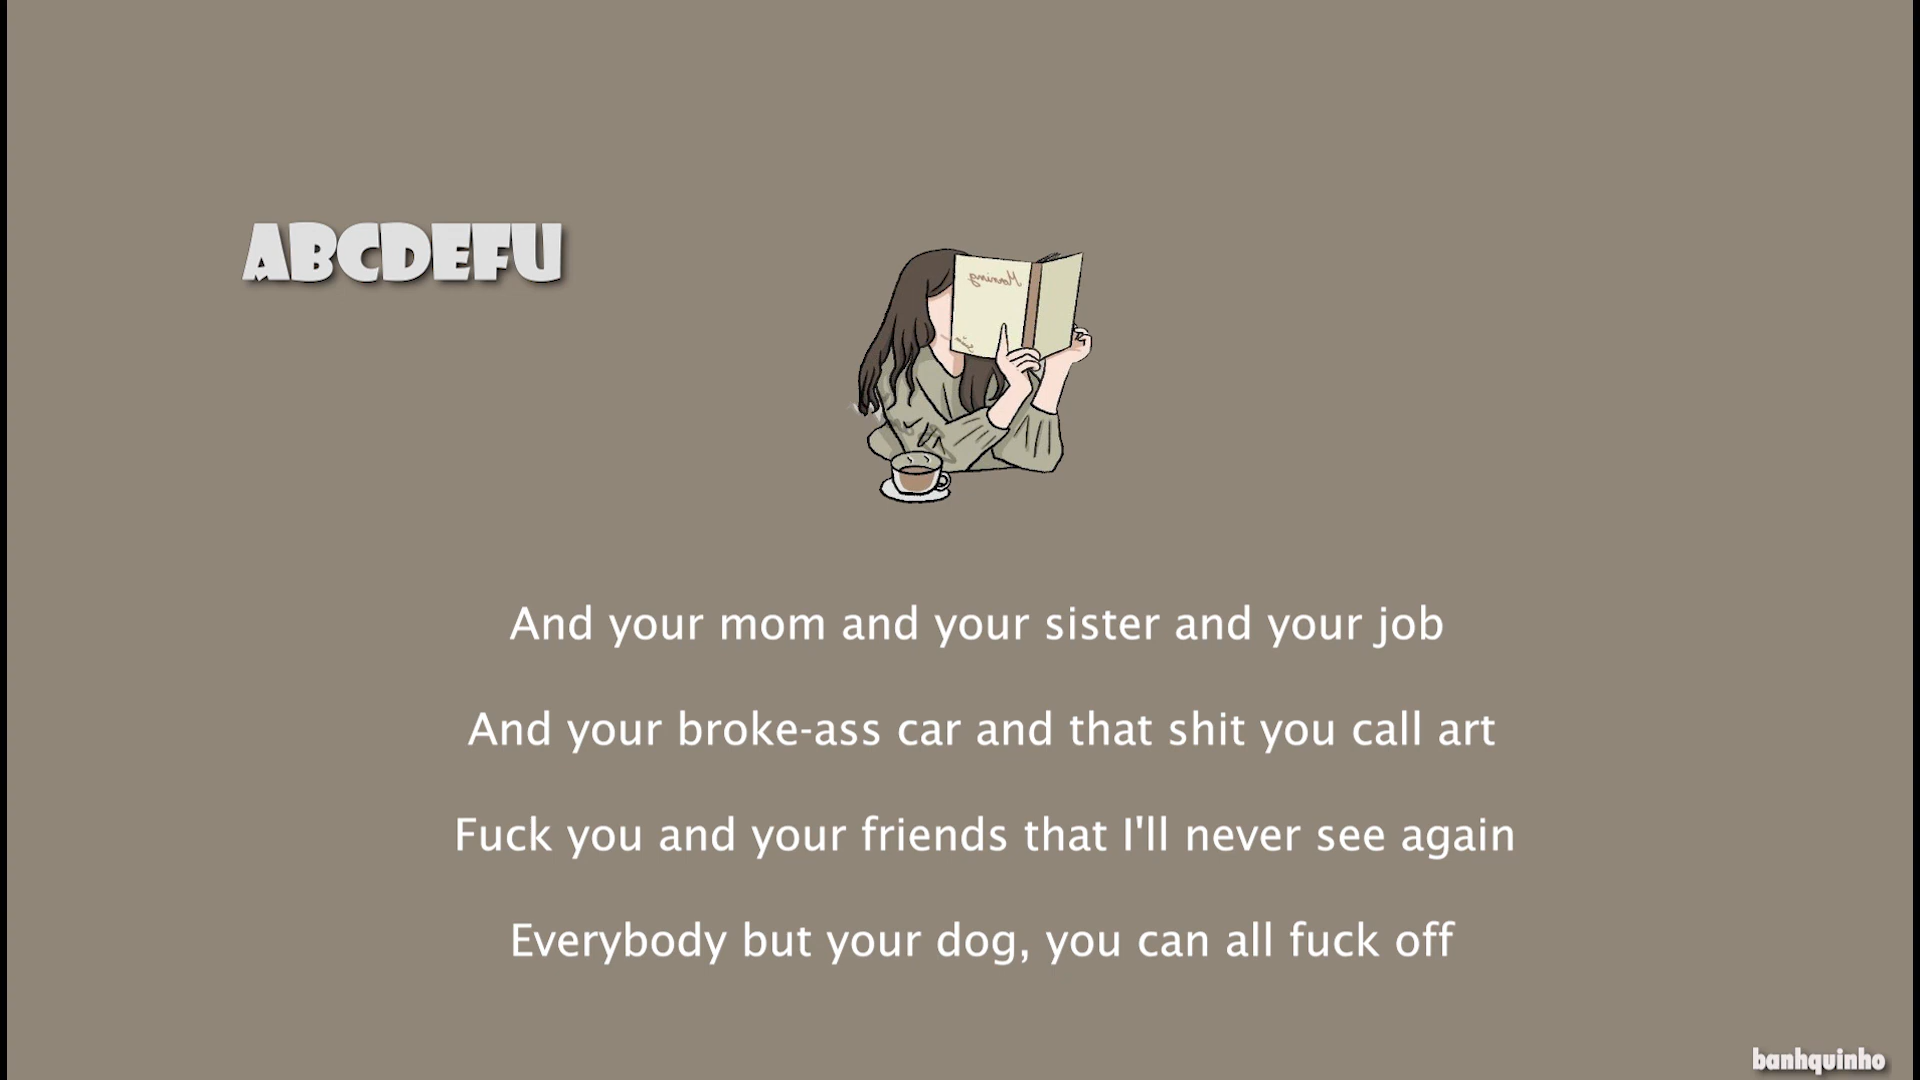 ABCDEFU
Morning
And your mom and your sister and your job
And your broke-ass car and that shit you call art
Fuck you and your friends that I'll never see again
Everybody but your dog, you can all fuck off
banhquinho